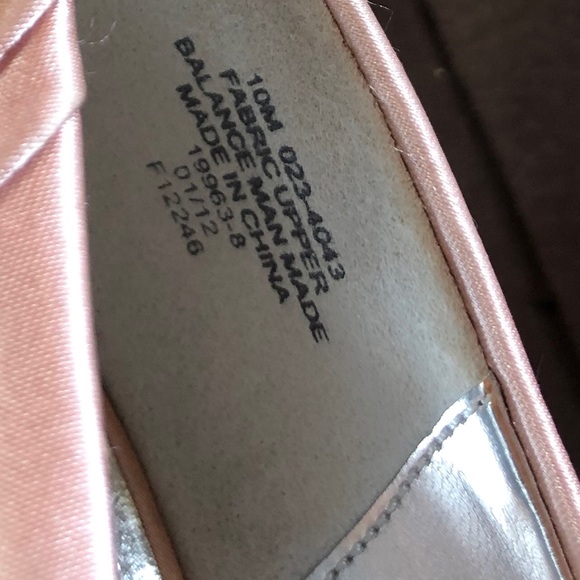 10M 023-4043
FABRIC UPPER
BALANCE MAN MADE
MADE IN CHINA
19963-8
01/12
F12246